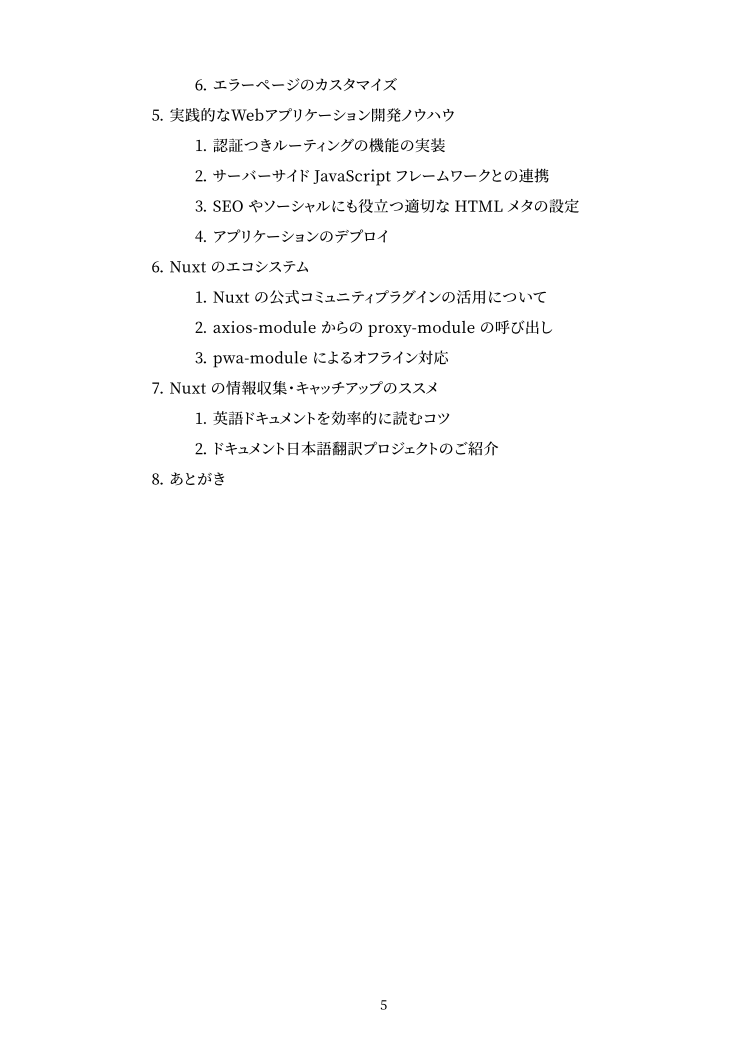 6. エラーページのカスタマイズ
5. 実践的なWebアプリケーション開発ノウハウ
1. 認証つきルーティングの機能の実装
2. サーバーサイド JavaScript フレームワークとの連携
3. SEO やソーシャルにも役立つ適切な HTML メタの設定
4. アプリケーションのデプロイ
6. Nuxt のエコシステム
1. Nuxt の公式コミュニティプラグインの活用について
2. axios-module からの proxy-module の呼び出し
3. pwa-module によるオフライン対応
7. Nuxt の情報収集・キャッチアップのススメ
1. 英語ドキュメントを効率的に読むコツ
2. ドキュメント日本語翻訳プロジェクトのご紹介
8. あとがき
5